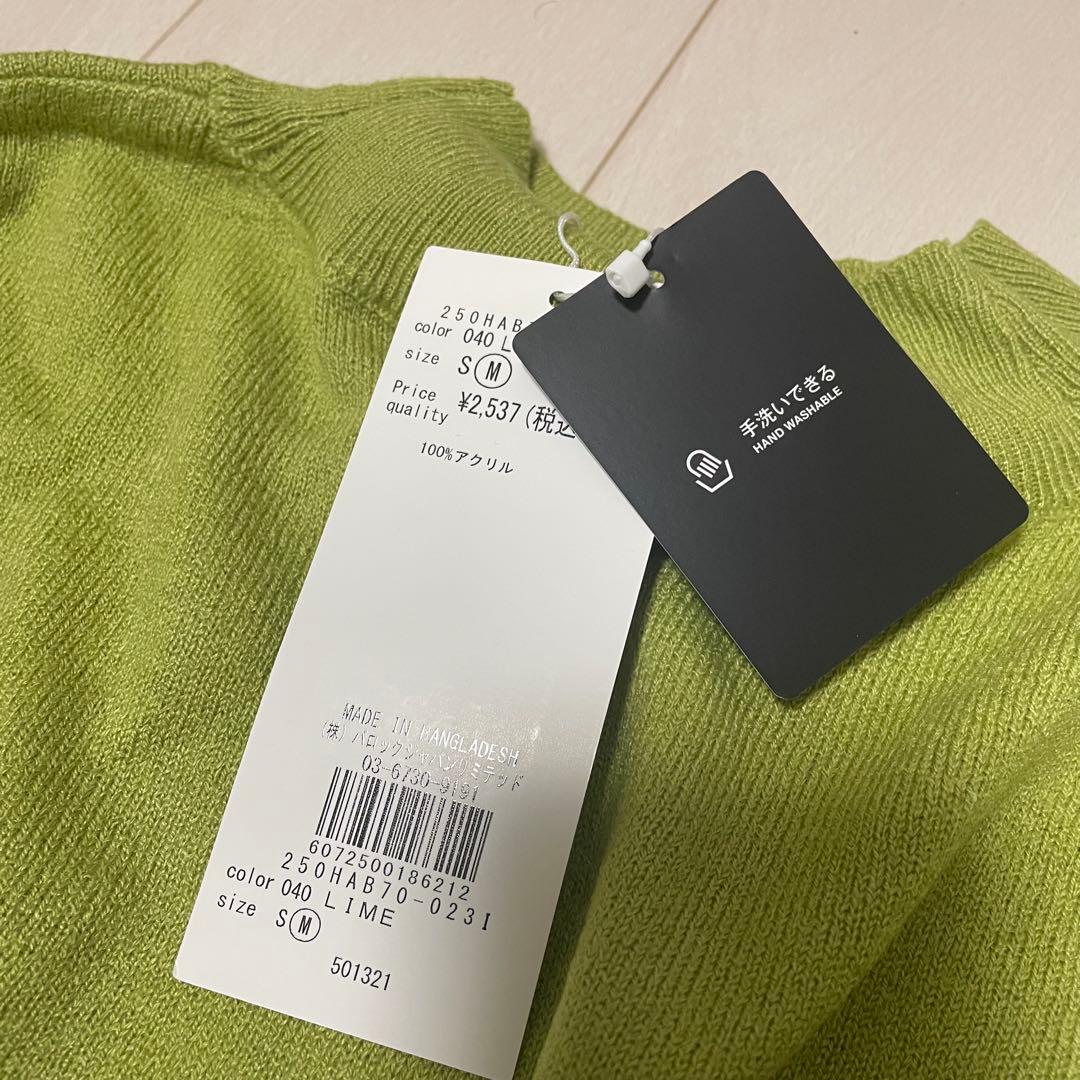 250HAB
color 040 L
size S M
Price ¥2,537(税込
quality
100%アクリル
MADE IN BANGLADESH
(株)バロックジャパンリミテッド
03-6730-9191
6072500186212
250HAB70-023I
color 040 LIME
size S M
501321
手洗いできる
HAND WASHABLE